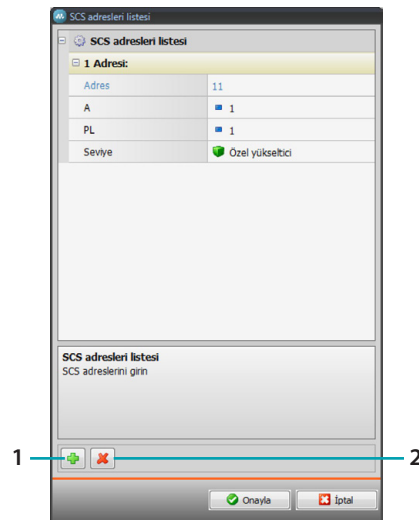 SCS adresleri listesi
SCS adresleri listesi
1 Adresi:
Adres 11
A 1
PL 1
Seviye Özel yükseltici
SCS adresleri listesi
SCS adreslerini girin
1 2
Onayla İptal